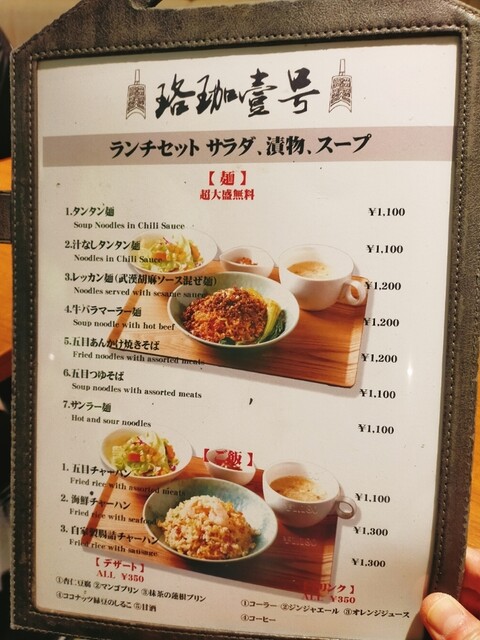 珞珈壹号
ランチセット サラダ、漬物、スープ
【 麺 】
超大盛無料
1.タンタン麺 ¥1,100
Soup Noodles in Chili Sauce
2.汁なしタンタン麺 ¥1,100
Noodles in Chili Sauce
3.レッカン麺(武漢胡麻ソース混ぜ麺) ¥1,200
Noodles served with sesame sauce
4.牛バラマーラー麺 ¥1,200
Soup noodle with hot beef
5.五目あんかけ焼きそば ¥1,200
Fried noodles with assorted meats
6.五目つゆそば ¥1,100
Soup noodles with assorted meats
7.サンラー麺 ¥1,100
Hot and sour noodles
【 ご飯 】
1. 五目チャーハン ¥1,100
Fried rice with assorted meats
2. 海鮮チャーハン ¥1,300
Fried rice with seafood
3. 自家製腸詰チャーハン ¥1,300
Fried rice with sausage
【 デザート 】
ALL ¥350
①杏仁豆腐 ②マンゴプリン ③抹茶の蓮根プリン
④ココナッツ緑豆のしるこ ⑤甘酒
リンク 】
ALL ¥350
①コーラー ②ジンジャエール ③オレンジジュース
④コーヒー